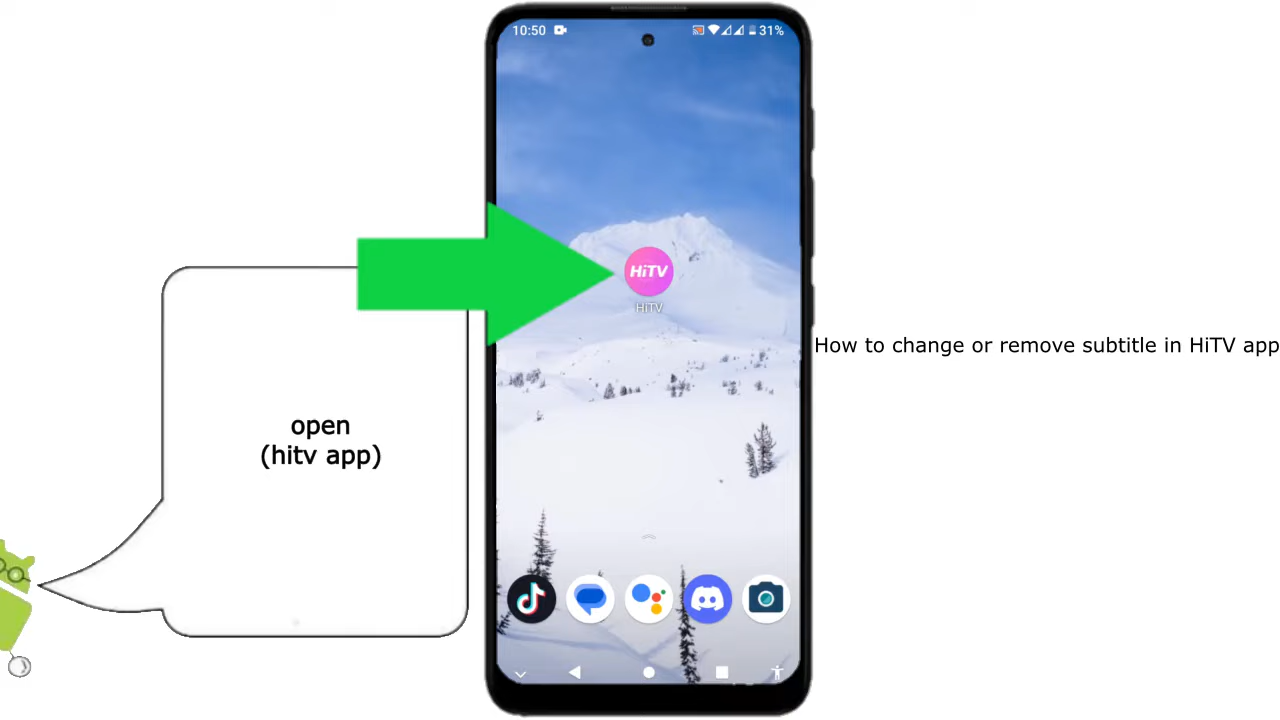 10:50
31%
HiTV
HiTV
How to change or remove subtitle in HiTV app
open
(hitv app)